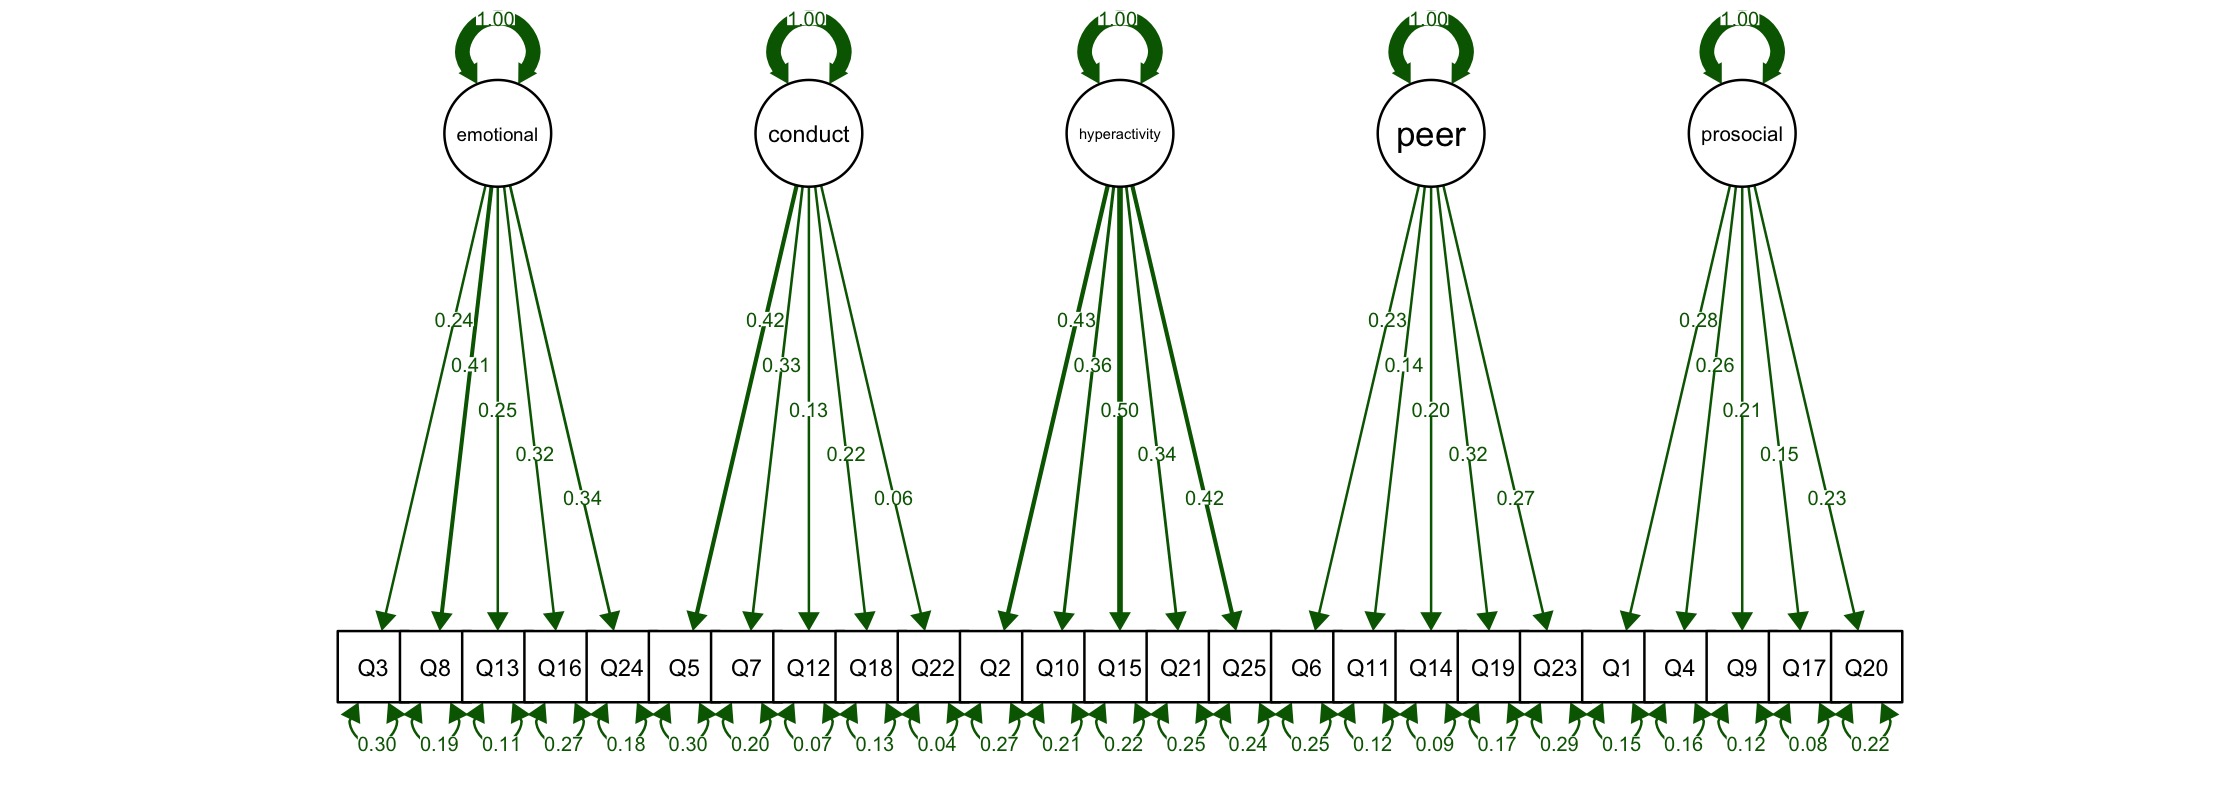 1.00 1.00 1.00 1.00 1.00
emotional conduct hyperactivity peer prosocial
0.24 0.42 0.43 0.23 0.28
0.41 0.33 0.36 0.14 0.26
0.25 0.13 0.50 0.20 0.21
0.32 0.22 0.34 0.32 0.15
0.34 0.06 0.42 0.27 0.23
Q3 Q8 Q13 Q16 Q24 Q5 Q7 Q12 Q18 Q22 Q2 Q10 Q15 Q21 Q25 Q6 Q11 Q14 Q19 Q23 Q1 Q4 Q9 Q17 Q20
0.30 0.19 0.11 0.27 0.18 0.30 0.20 0.07 0.13 0.04 0.27 0.21 0.22 0.25 0.24 0.25 0.12 0.09 0.17 0.29 0.15 0.16 0.12 0.08 0.22